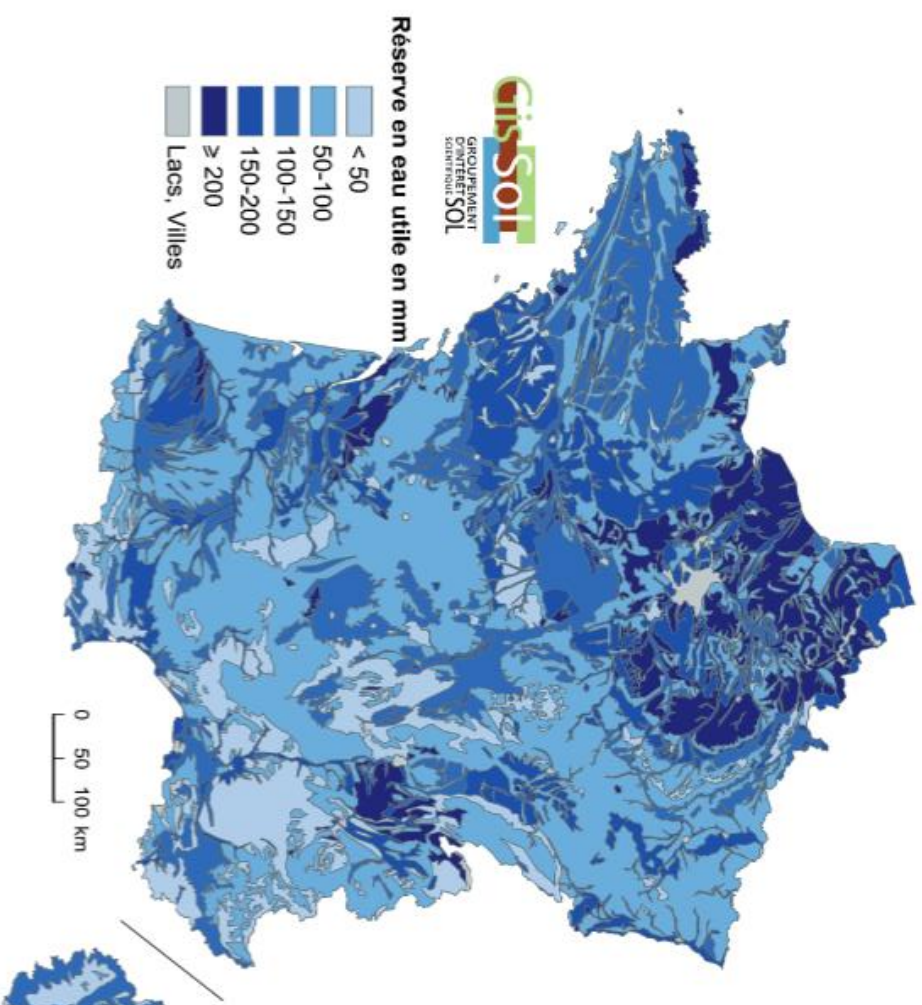 Gis Sol
GROUPEMENT
D'INTÉRÊT SOL
SCIENTIFIQUE
Réserve en eau utile en mm
< 50
50-100
100-150
150-200
≥ 200
Lacs, Villes
0 50 100 km